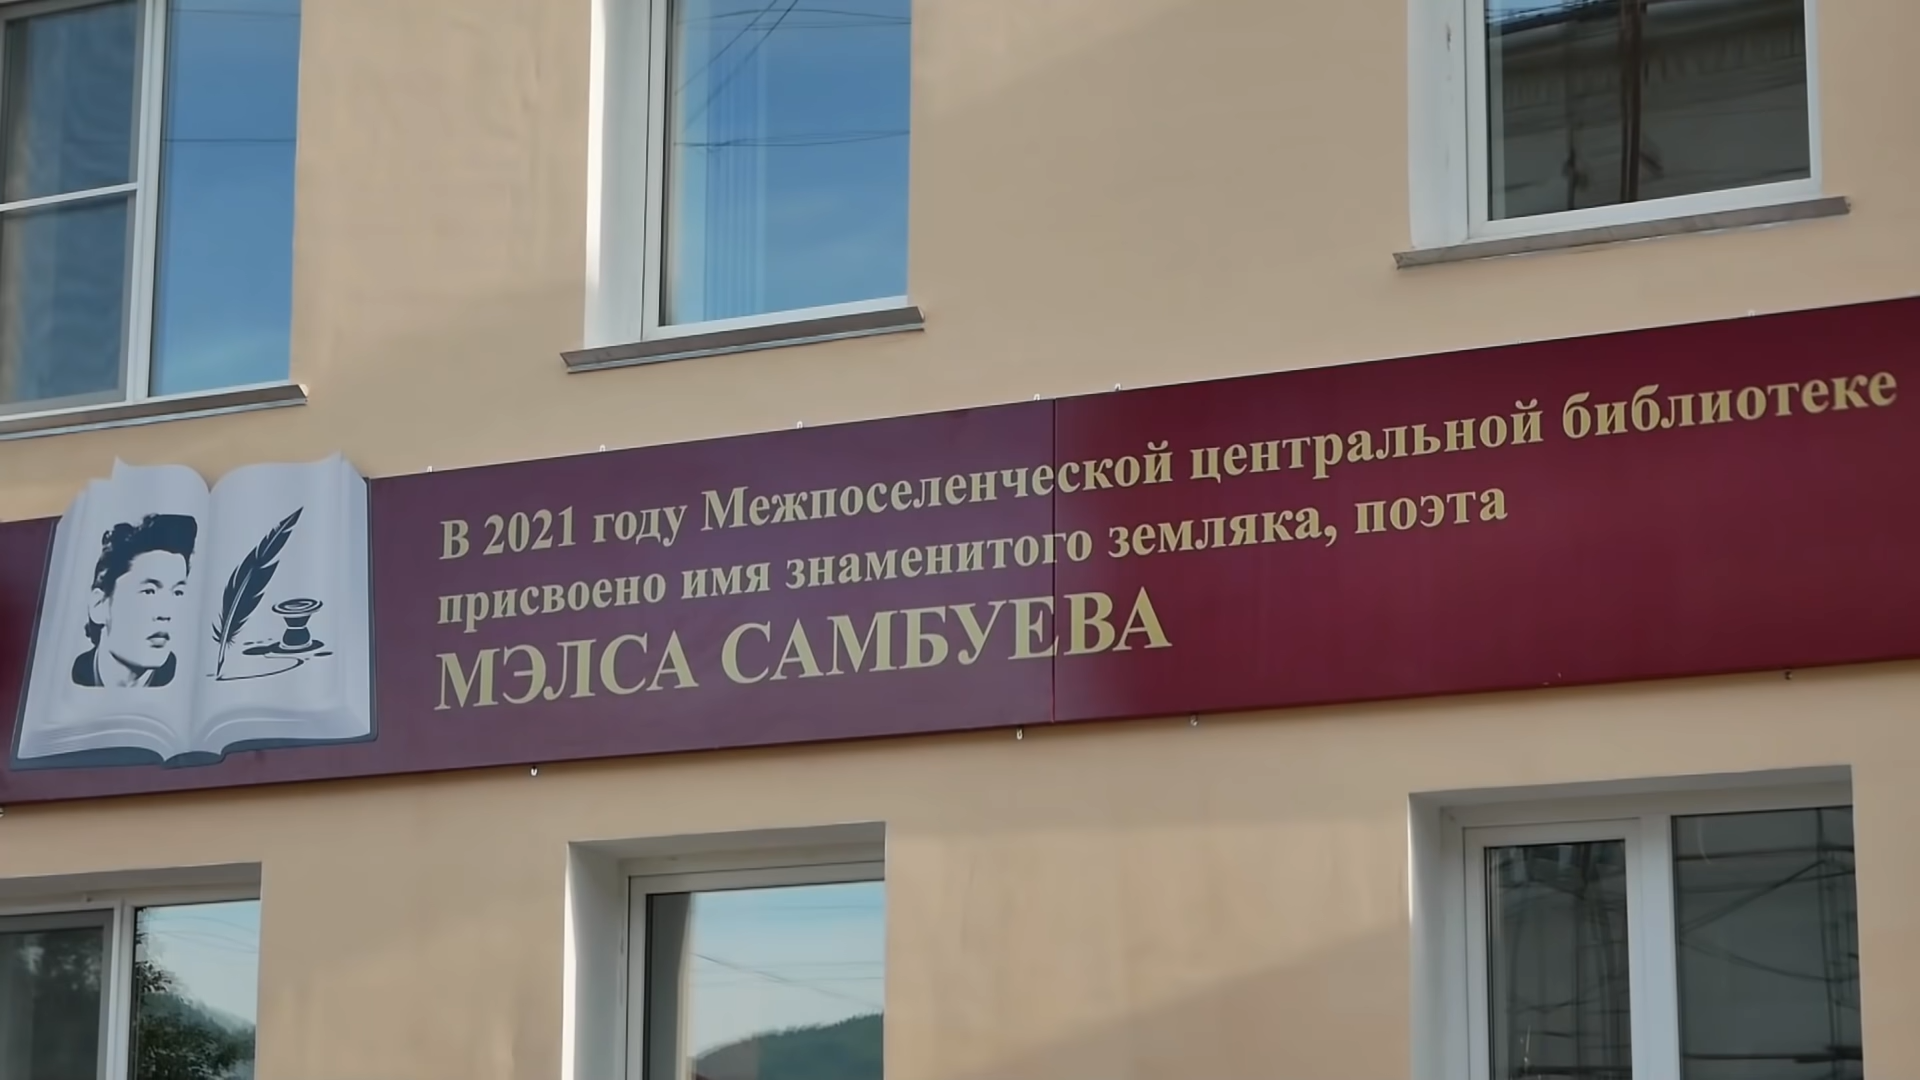 В 2021 году Межпоселенческой центральной библиотеке
присвоено имя знаменитого земляка, поэта
МЭЛСА САМБУЕВА